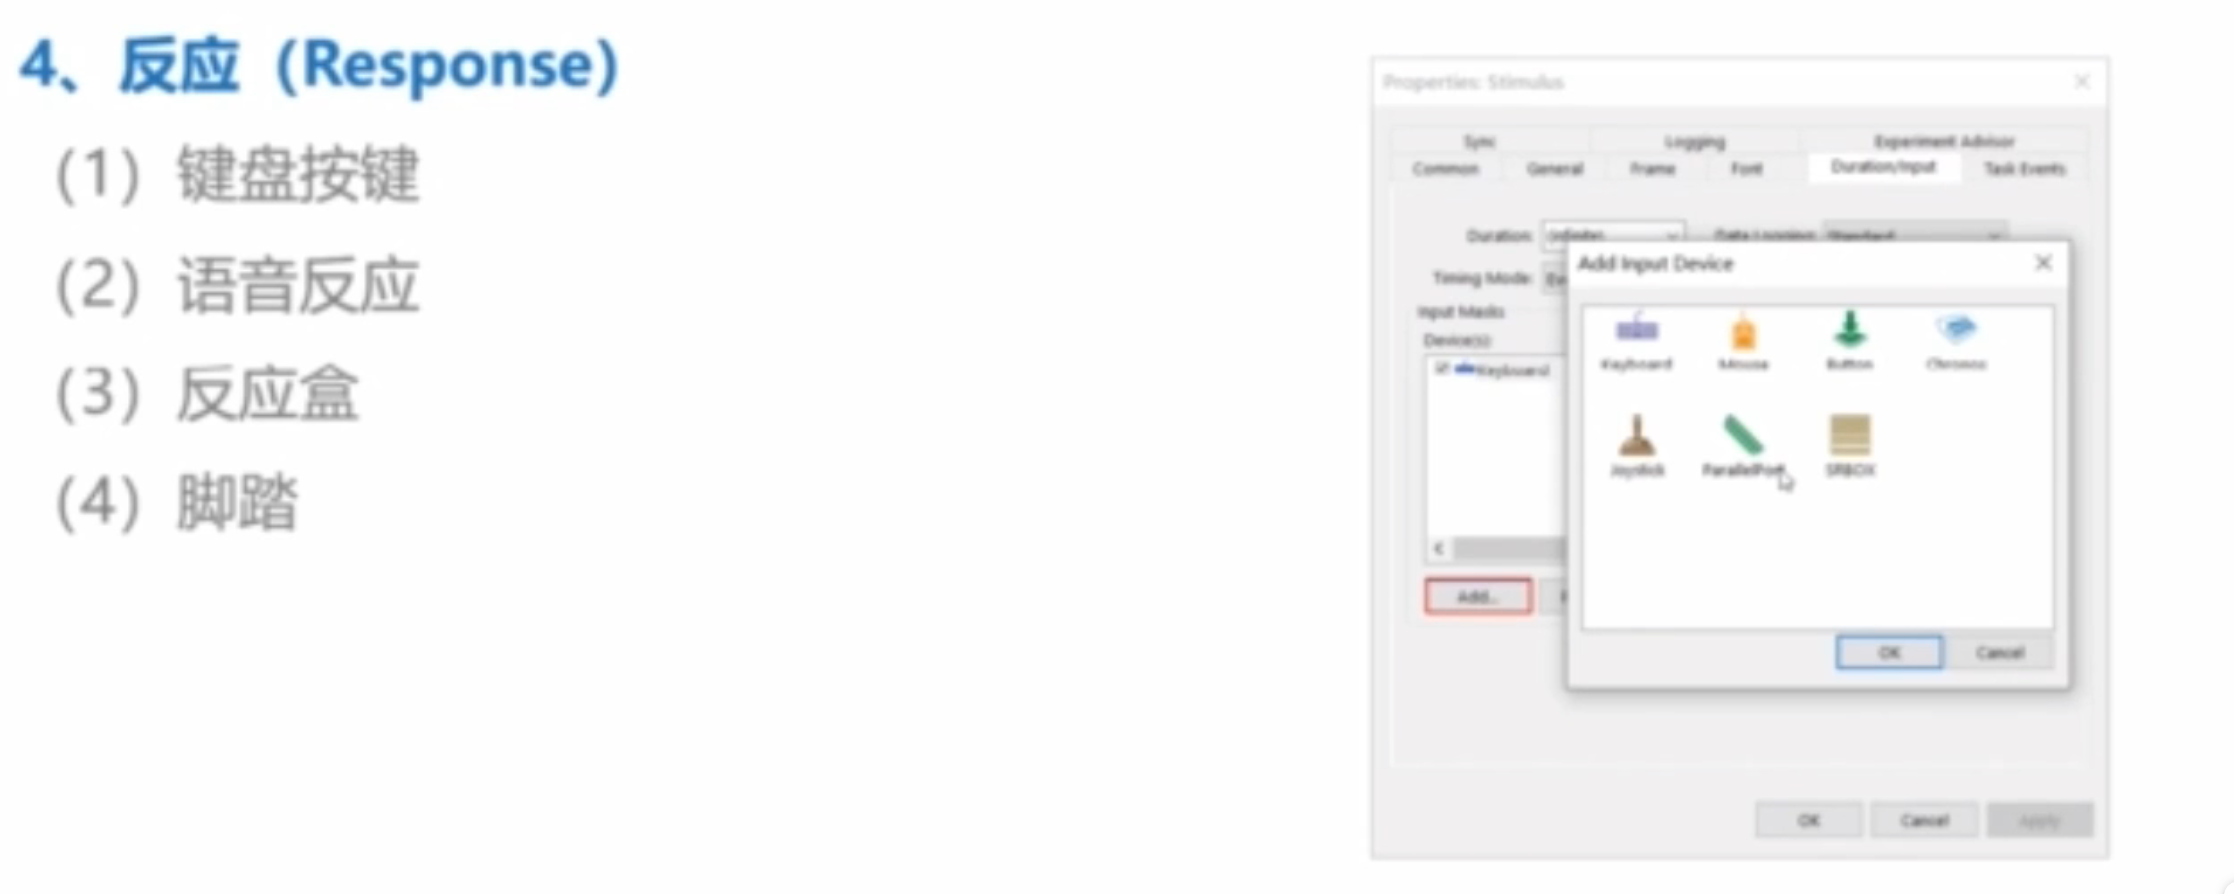 4、反应（Response）
（1）键盘按键
（2）语音反应
（3）反应盒
（4）脚踏
Properties: Stimulus
Sync Logging Experiment Advisor
Common General Frame Font Duration/Input Task Events
Duration: (infinite) Data Logging: Standard
Timing Mode:
Input Masks
Device(s):
Keyboard
Add...
Add Input Device
Keyboard Mouse Button Chronos
Joystick ParallelPort SRBOX
OK Cancel
OK Cancel Apply